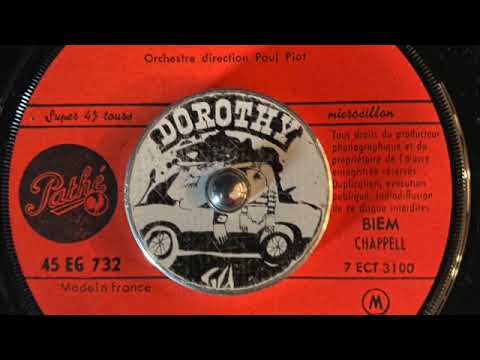 Orchestre direction Paul Piot
Super 45 tours
microsillon
DOROTHY
Tous droits du producteur
phonographique et du
propriétaire de l'œuvre
enregistrée réservés
Duplication, exécution
publique, radiodiffusion
de ce disque interdites
Pathé
BIEM
CHAPPELL
45 EG 732
7 ECT 3100
Made in France
M